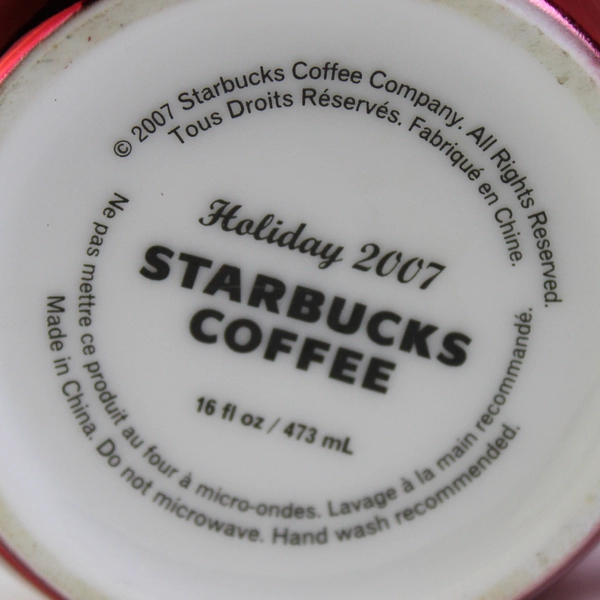 © 2007 Starbucks Coffee Company. All Rights Reserved.
Tous Droits Réservés. Fabriqué en Chine.
Holiday 2007
STARBUCKS
COFFEE
16 fl oz / 473 mL
Ne pas mettre ce produit au four à micro-ondes. Lavage à la main recommandé.
Made in China. Do not microwave. Hand wash recommended.